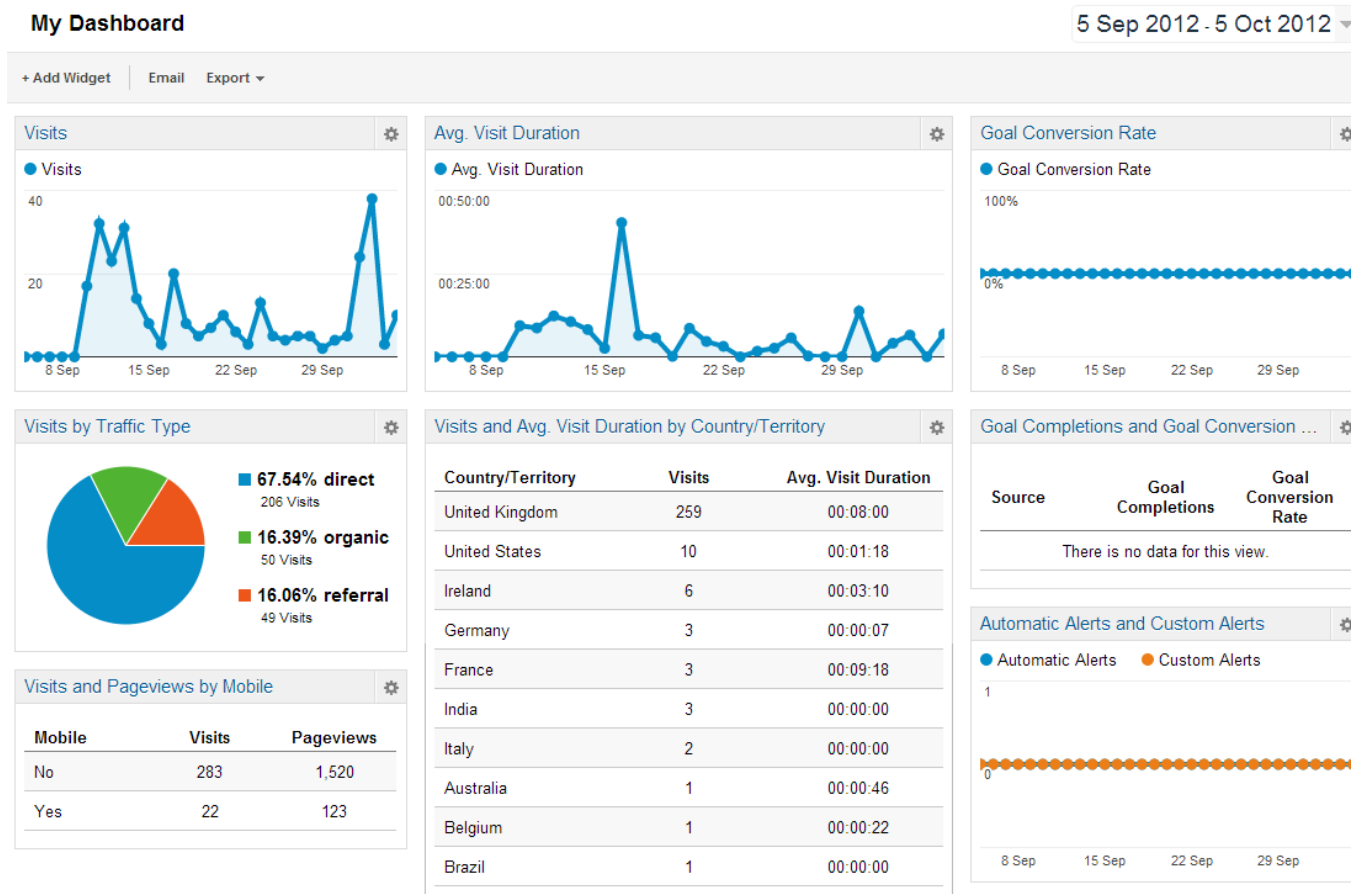 My Dashboard
5 Sep 2012 - 5 Oct 2012
+ Add Widget
Email
Export
Visits
Visits
40
20
8 Sep 15 Sep 22 Sep 29 Sep
Avg. Visit Duration
Avg. Visit Duration
00:50:00
00:25:00
8 Sep 15 Sep 22 Sep 29 Sep
Goal Conversion Rate
Goal Conversion Rate
100%
0%
8 Sep 15 Sep 22 Sep 29 Sep
Visits by Traffic Type
67.54% direct
206 Visits
16.39% organic
50 Visits
16.06% referral
49 Visits
Visits and Pageviews by Mobile
Mobile Visits Pageviews
No 283 1,520
Yes 22 123
Visits and Avg. Visit Duration by Country/Territory
Country/Territory Visits Avg. Visit Duration
United Kingdom 259 00:08:00
United States 10 00:01:18
Ireland 6 00:03:10
Germany 3 00:00:07
France 3 00:09:18
India 3 00:00:00
Italy 2 00:00:00
Australia 1 00:00:46
Belgium 1 00:00:22
Brazil 1 00:00:00
Goal Completions and Goal Conversion ...
Source
Goal
Completions
Goal
Conversion
Rate
There is no data for this view.
Automatic Alerts and Custom Alerts
Automatic Alerts Custom Alerts
1
0
8 Sep 15 Sep 22 Sep 29 Sep